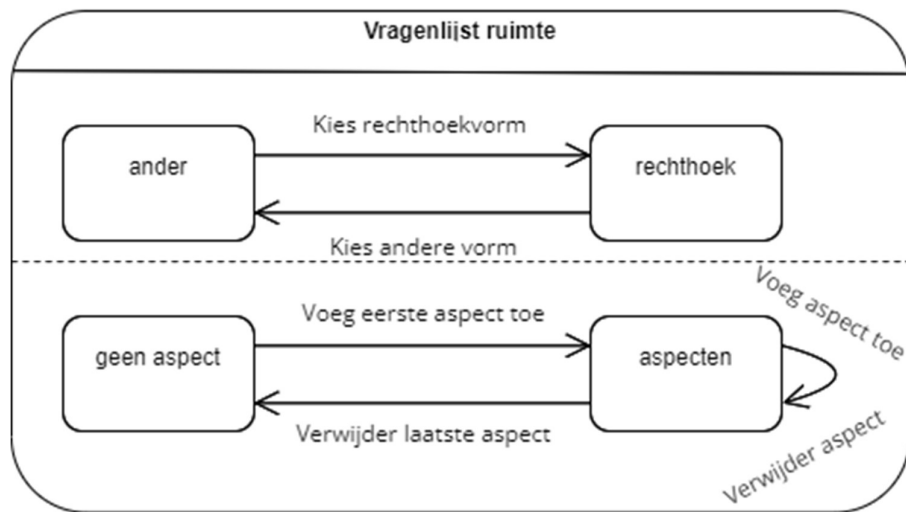 Vragenlijst ruimte
Kies rechthoekvorm
ander
rechthoek
Kies andere vorm
Voeg aspect toe
Voeg eerste aspect toe
geen aspect
aspecten
Verwijder laatste aspect
Verwijder aspect